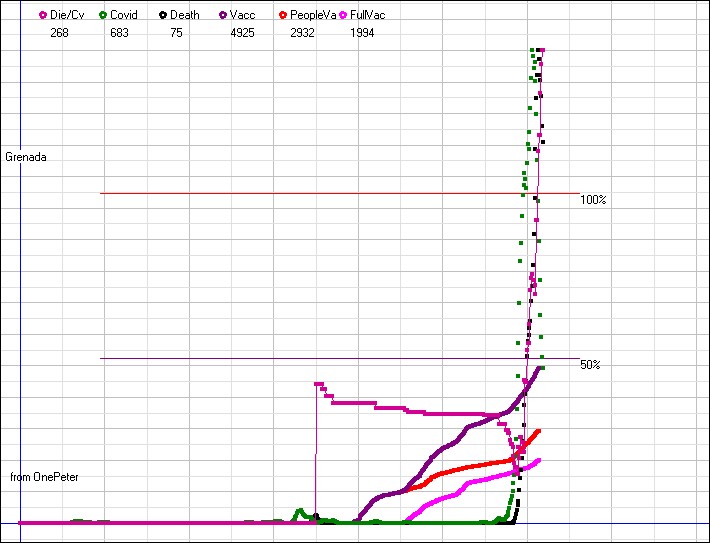 Die/Cv Covid Death Vacc PeopleVa FullVac
268 683 75 4925 2932 1994
Grenada
100%
50%
from OnePeter